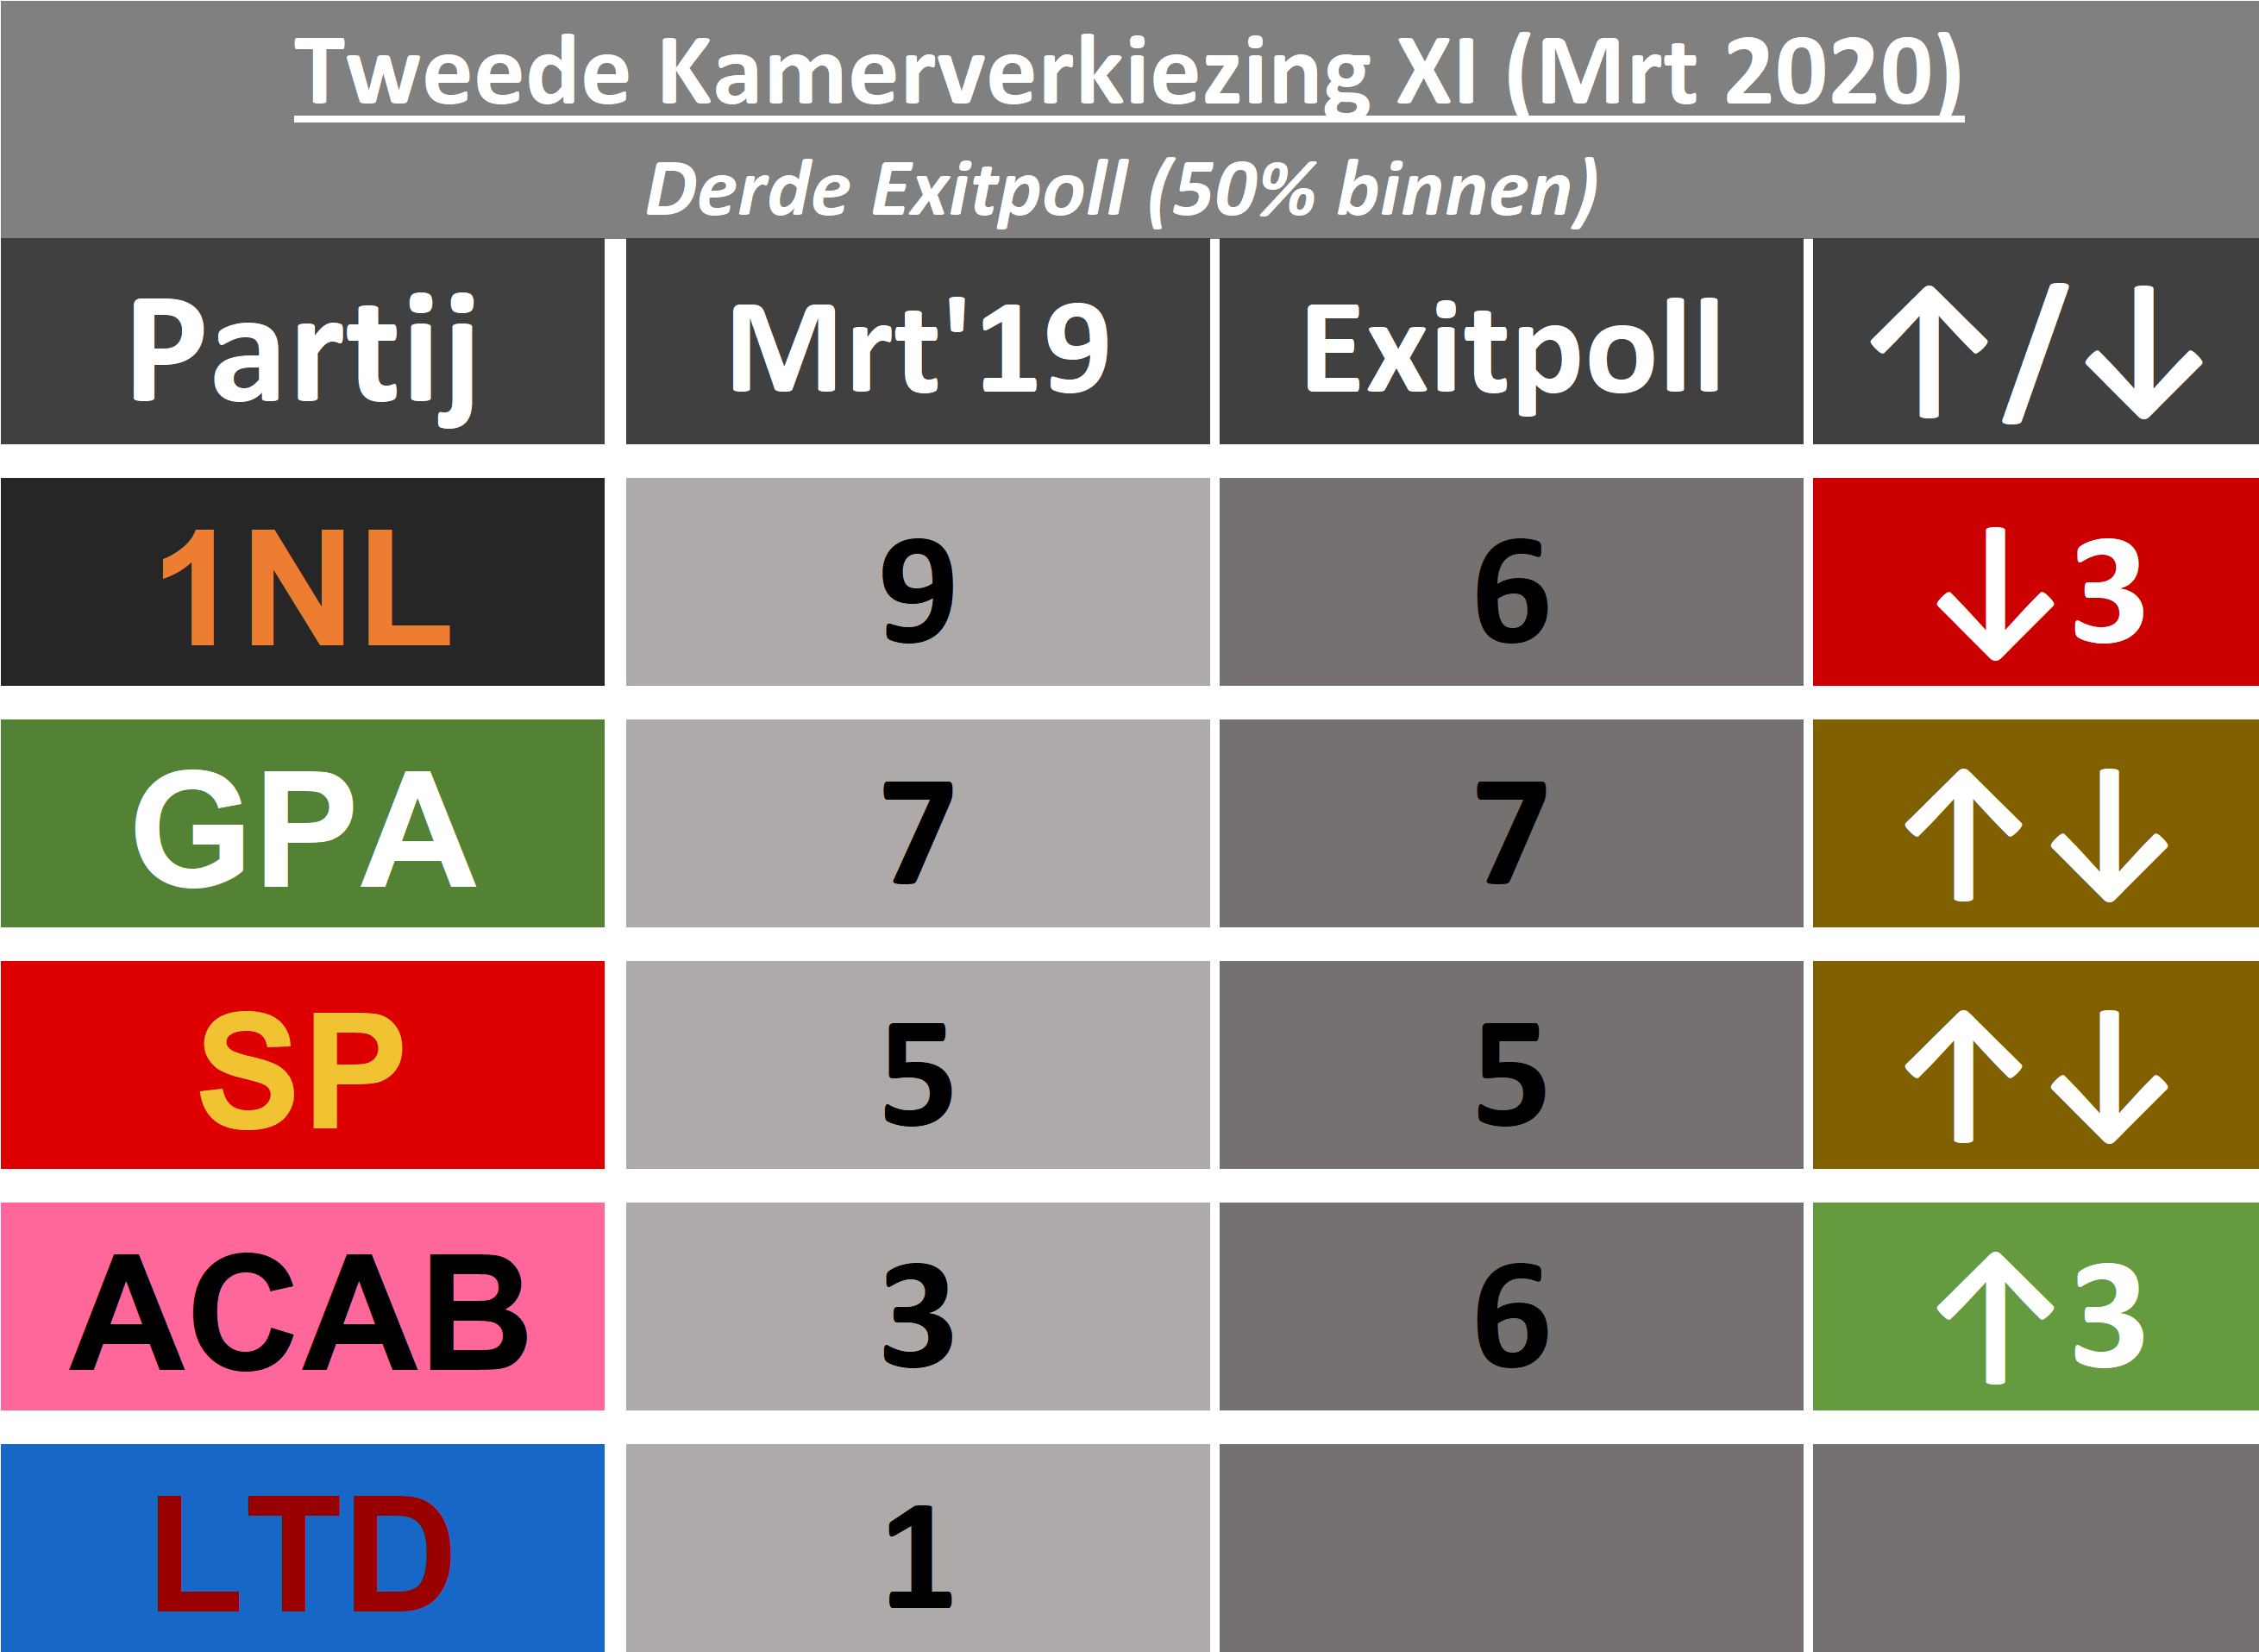 Tweede Kamerverkiezing XI (Mrt 2020)
Derde Exitpoll (50% binnen)
Partij Mrt'19 Exitpoll ↑/↓
1NL 9 6 ↓3
GPA 7 7 ↑↓
SP 5 5 ↑↓
ACAB 3 6 ↑3
LTD 1